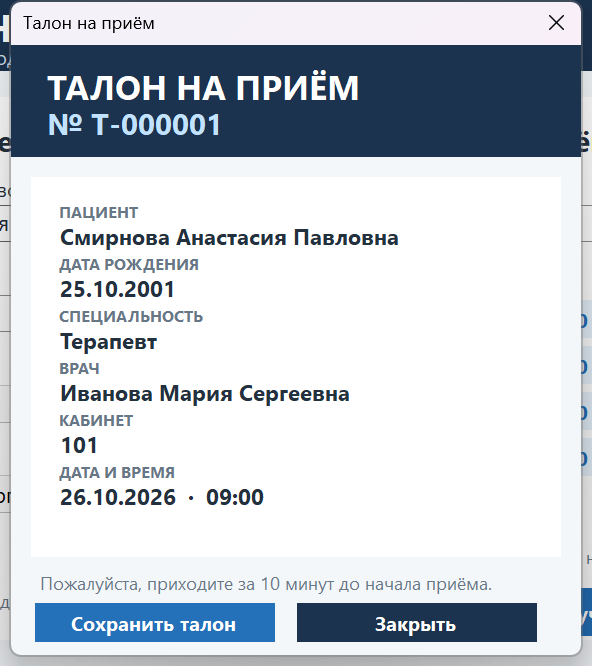 Талон на приём
ТАЛОН НА ПРИЁМ
№ Т-000001
ПАЦИЕНТ
Смирнова Анастасия Павловна
ДАТА РОЖДЕНИЯ
25.10.2001
СПЕЦИАЛЬНОСТЬ
Терапевт
ВРАЧ
Иванова Мария Сергеевна
КАБИНЕТ
101
ДАТА И ВРЕМЯ
26.10.2026 · 09:00
Пожалуйста, приходите за 10 минут до начала приёма.
Сохранить талон
Закрыть